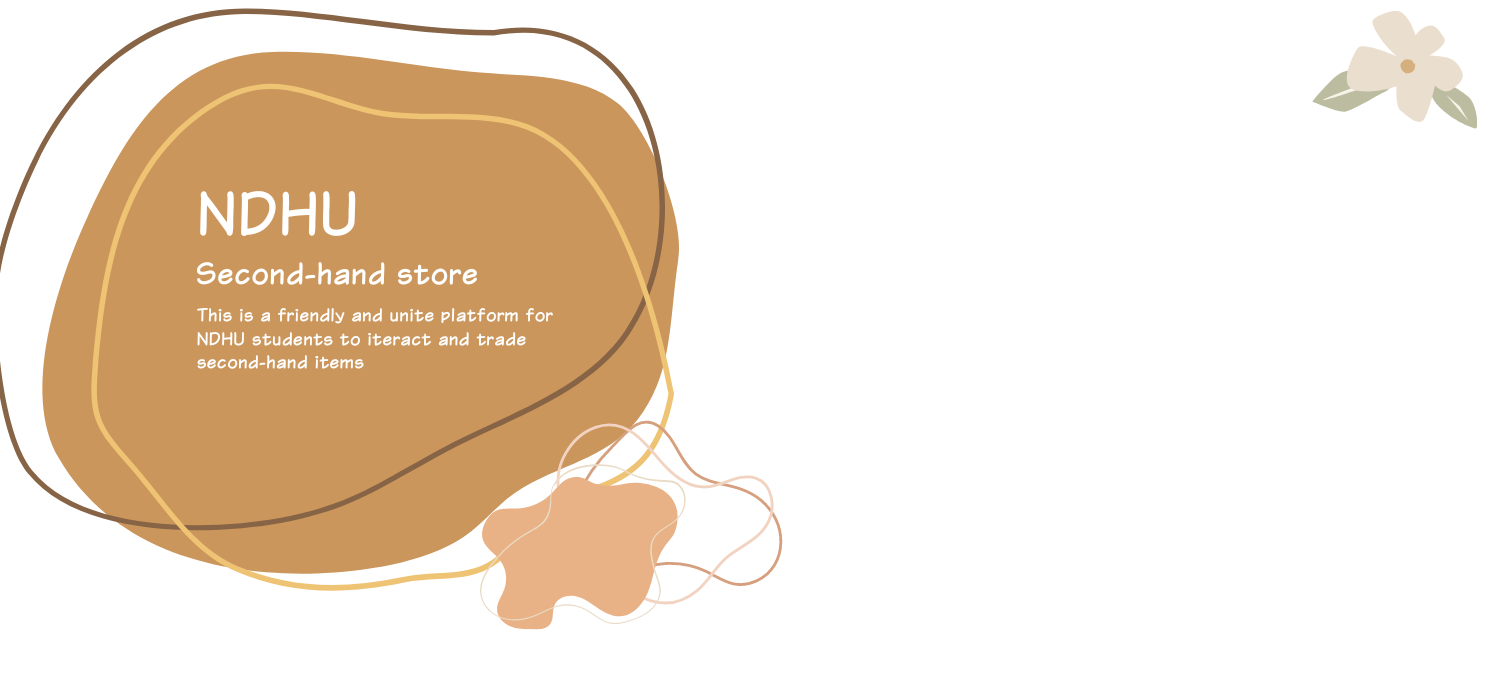 NDHU
Second-hand store
This is a friendly and unite platform for
NDHU students to iteract and trade
second-hand items